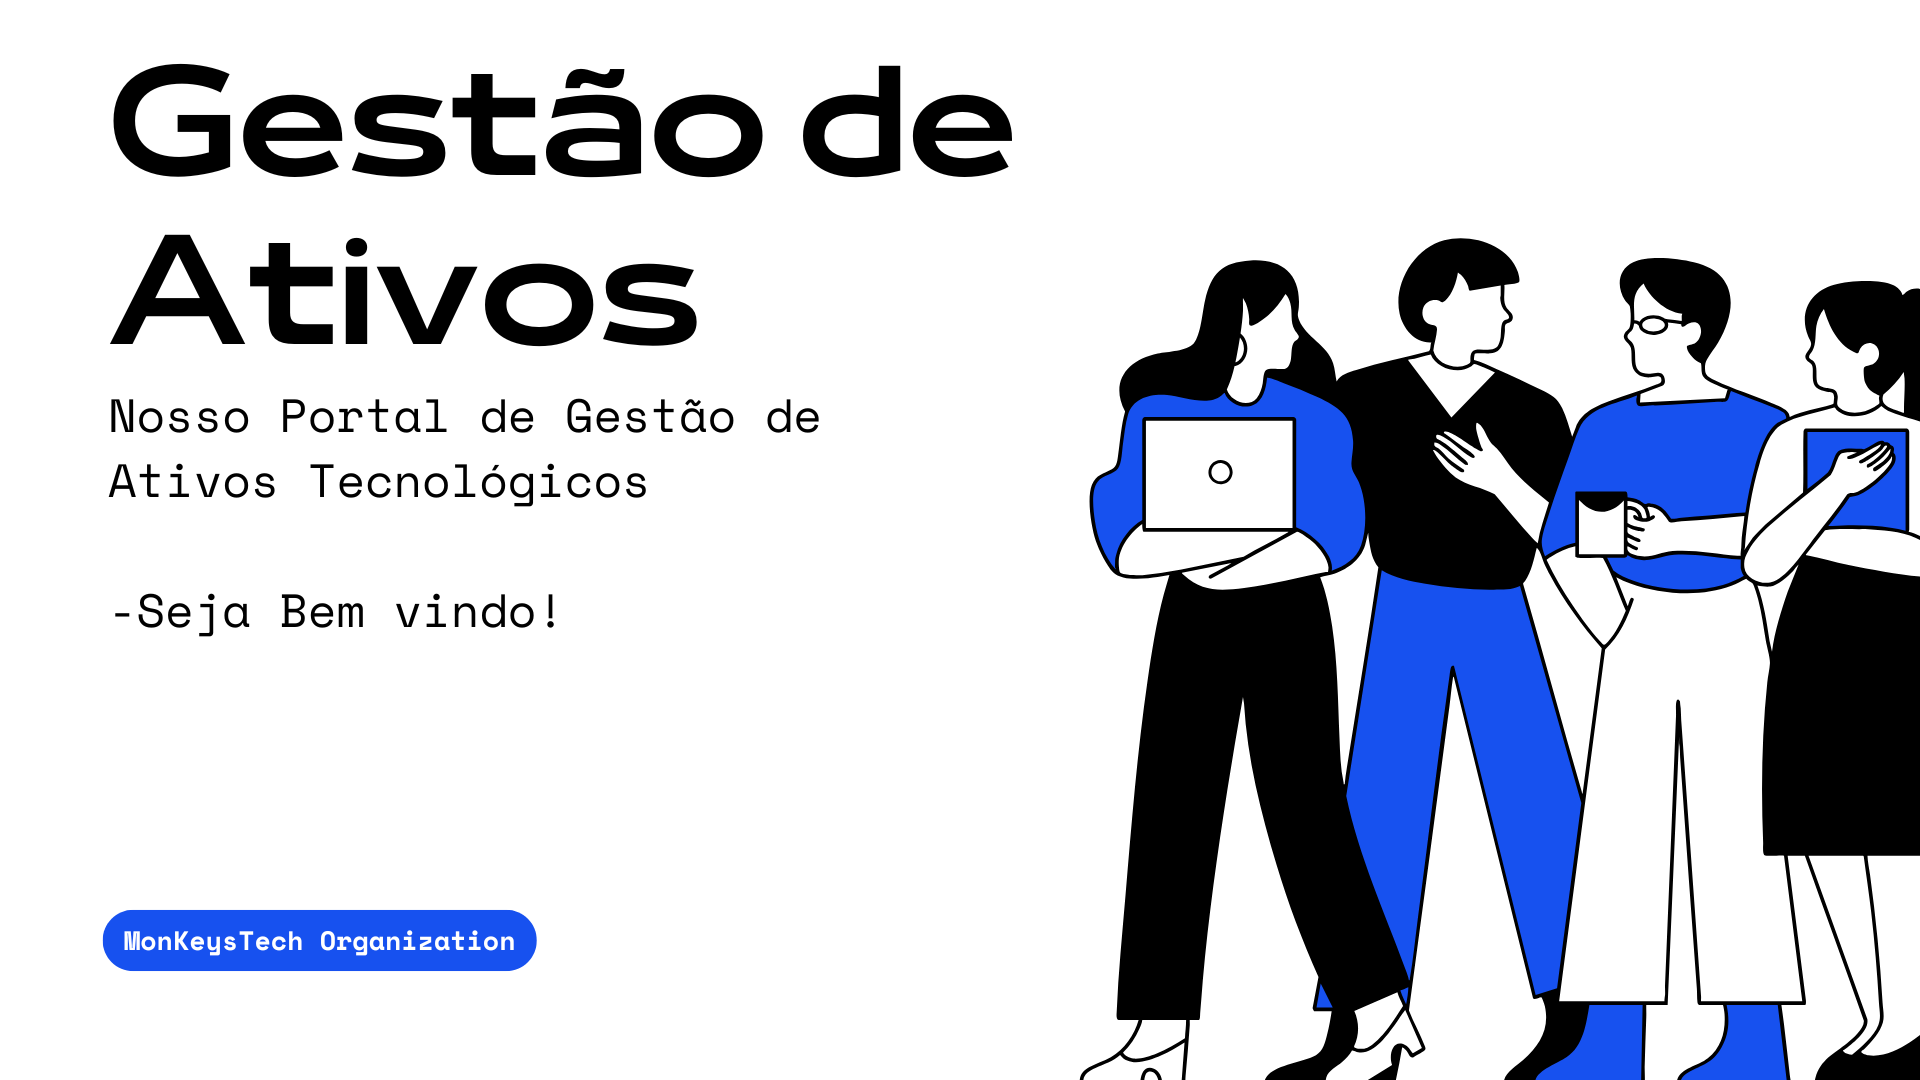 Gestão de
Ativos
Nosso Portal de Gestão de
Ativos Tecnológicos
-Seja Bem vindo!
MonKeysTech Organization